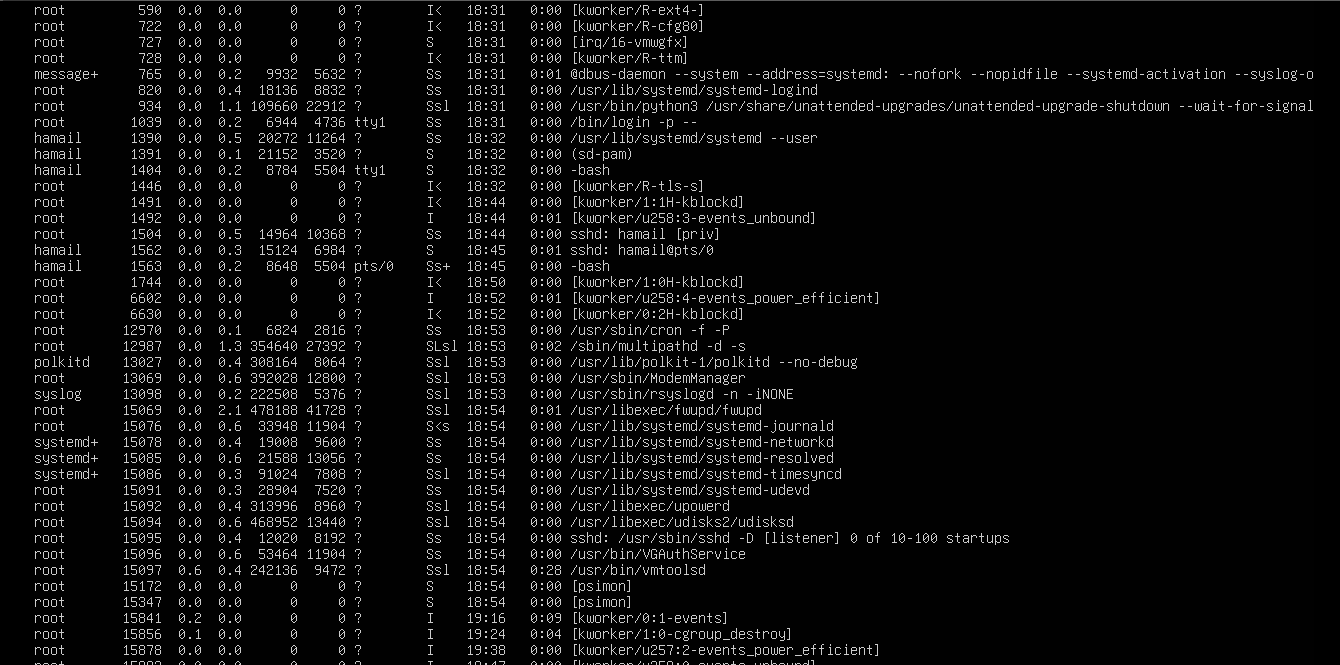 root 590 0.0 0.0 0 0 ? I< 18:31 0:00 [kworker/R-ext4-]
root 722 0.0 0.0 0 0 ? I< 18:31 0:00 [kworker/R-cfg80]
root 727 0.0 0.0 0 0 ? S 18:31 0:00 [irq/16-vmwgfx]
root 728 0.0 0.0 0 0 ? I< 18:31 0:00 [kworker/R-ttm]
message+ 765 0.0 0.2 9932 5632 ? Ss 18:31 0:01 @dbus-daemon --system --address=systemd: --nofork --nopidfile --systemd-activation --syslog-o
root 820 0.0 0.4 18136 8832 ? Ss 18:31 0:00 /usr/lib/systemd/systemd-logind
root 934 0.0 1.1 109660 22912 ? Ssl 18:31 0:00 /usr/bin/python3 /usr/share/unattended-upgrades/unattended-upgrade-shutdown --wait-for-signal
root 1039 0.0 0.2 6944 4736 tty1 Ss 18:31 0:00 /bin/login -p --
hamail 1390 0.0 0.5 20272 11264 ? Ss 18:32 0:00 /usr/lib/systemd/systemd --user
hamail 1391 0.0 0.1 21152 3520 ? S 18:32 0:00 (sd-pam)
hamail 1404 0.0 0.2 8784 5504 tty1 S 18:32 0:00 -bash
root 1446 0.0 0.0 0 0 ? I< 18:32 0:00 [kworker/R-tls-s]
root 1491 0.0 0.0 0 0 ? I< 18:44 0:00 [kworker/1:1H-kblockd]
root 1492 0.0 0.0 0 0 ? I 18:44 0:01 [kworker/u258:3-events_unbound]
root 1504 0.0 0.5 14964 10368 ? Ss 18:44 0:00 sshd: hamail [priv]
hamail 1562 0.0 0.3 15124 6984 ? S 18:45 0:01 sshd: hamail@pts/0
hamail 1563 0.0 0.2 8648 5504 pts/0 Ss+ 18:45 0:00 -bash
root 1744 0.0 0.0 0 0 ? I< 18:50 0:00 [kworker/1:0H-kblockd]
root 6602 0.0 0.0 0 0 ? I 18:52 0:01 [kworker/u258:4-events_power_efficient]
root 6630 0.0 0.0 0 0 ? I< 18:52 0:00 [kworker/0:2H-kblockd]
root 12970 0.0 0.1 6824 2816 ? Ss 18:53 0:00 /usr/sbin/cron -f -P
root 12987 0.0 1.3 354640 27392 ? SLsl 18:53 0:02 /sbin/multipathd -d -s
polkitd 13027 0.0 0.4 308164 8064 ? Ssl 18:53 0:00 /usr/lib/polkit-1/polkitd --no-debug
root 13069 0.0 0.6 392028 12800 ? Ssl 18:53 0:00 /usr/sbin/ModemManager
syslog 13098 0.0 0.2 222508 5376 ? Ssl 18:53 0:00 /usr/sbin/rsyslogd -n -iNONE
root 15069 0.0 2.1 478188 41728 ? Ssl 18:54 0:01 /usr/libexec/fwupd/fwupd
root 15076 0.0 0.6 33948 11904 ? S<s 18:54 0:00 /usr/lib/systemd/systemd-journald
systemd+ 15078 0.0 0.4 19008 9600 ? Ss 18:54 0:00 /usr/lib/systemd/systemd-networkd
systemd+ 15085 0.0 0.6 21588 13056 ? Ss 18:54 0:00 /usr/lib/systemd/systemd-resolved
systemd+ 15086 0.0 0.3 91024 7808 ? Ssl 18:54 0:00 /usr/lib/systemd/systemd-timesyncd
root 15091 0.0 0.3 28904 7520 ? Ss 18:54 0:00 /usr/lib/systemd/systemd-udevd
root 15092 0.0 0.4 313996 8960 ? Ssl 18:54 0:00 /usr/libexec/upowerd
root 15094 0.0 0.6 468952 13440 ? Ssl 18:54 0:00 /usr/libexec/udisks2/udisksd
root 15095 0.0 0.4 12020 8192 ? Ss 18:54 0:00 sshd: /usr/sbin/sshd -D [listener] 0 of 10-100 startups
root 15096 0.0 0.6 53464 11904 ? Ss 18:54 0:00 /usr/bin/VGAuthService
root 15097 0.6 0.4 242136 9472 ? Ssl 18:54 0:28 /usr/bin/vmtoolsd
root 15172 0.0 0.0 0 0 ? S 18:54 0:00 [psimon]
root 15347 0.0 0.0 0 0 ? S 18:54 0:00 [psimon]
root 15841 0.2 0.0 0 0 ? I 19:16 0:09 [kworker/0:1-events]
root 15856 0.1 0.0 0 0 ? I 19:24 0:04 [kworker/1:0-cgroup_destroy]
root 15878 0.0 0.0 0 0 ? I 19:38 0:00 [kworker/u257:2-events_power_efficient]